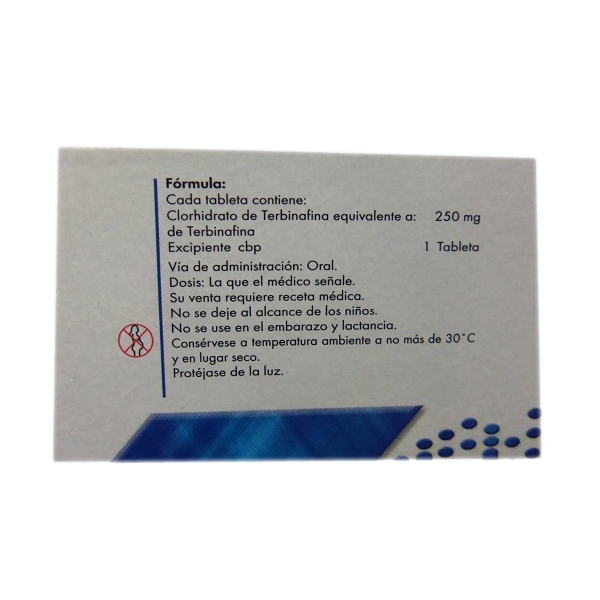 Fórmula:
Cada tableta contiene:
Clorhidrato de Terbinafina equivalente a: 250 mg
de Terbinafina
Excipiente cbp 1 Tableta
Vía de administración: Oral.
Dosis: La que el médico señale.
Su venta requiere receta médica.
No se deje al alcance de los niños.
No se use en el embarazo y lactancia.
Consérvese a temperatura ambiente a no más de 30°C
y en lugar seco.
Protéjase de la luz.